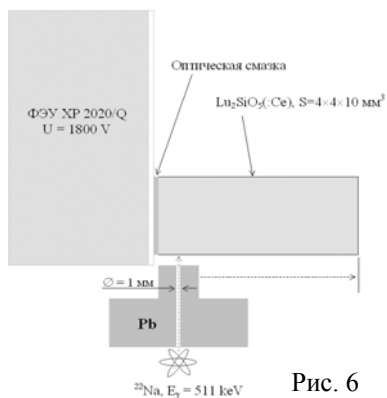 Оптическая смазка
Lu₂SiO₅(:Ce), S=4×4×10 мм³
ФЭУ XP 2020/Q
U = 1800 V
∅ = 1 мм
Pb
²²Na, Eᵧ = 511 keV
Рис. 6